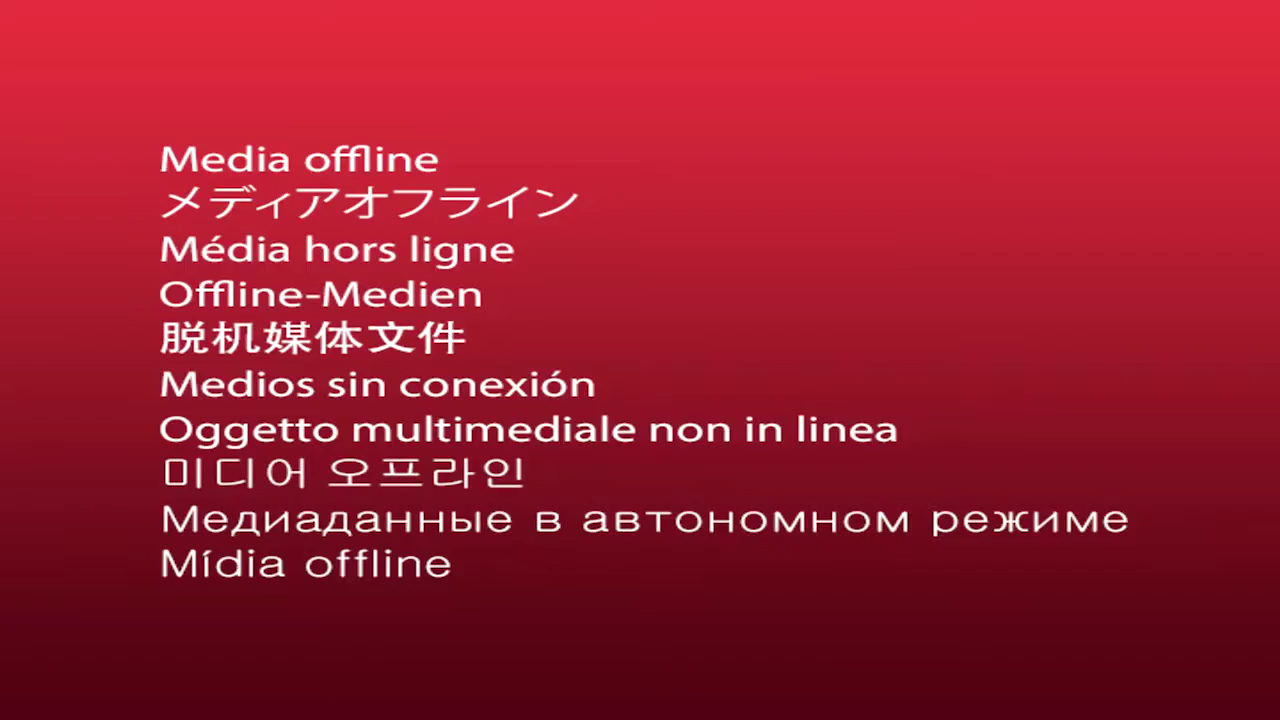 Media offline
メディアオフライン
Média hors ligne
Offline-Medien
脱机媒体文件
Medios sin conexión
Oggetto multimediale non in linea
미디어 오프라인
Медиаданные в автономном режиме
Mídia offline